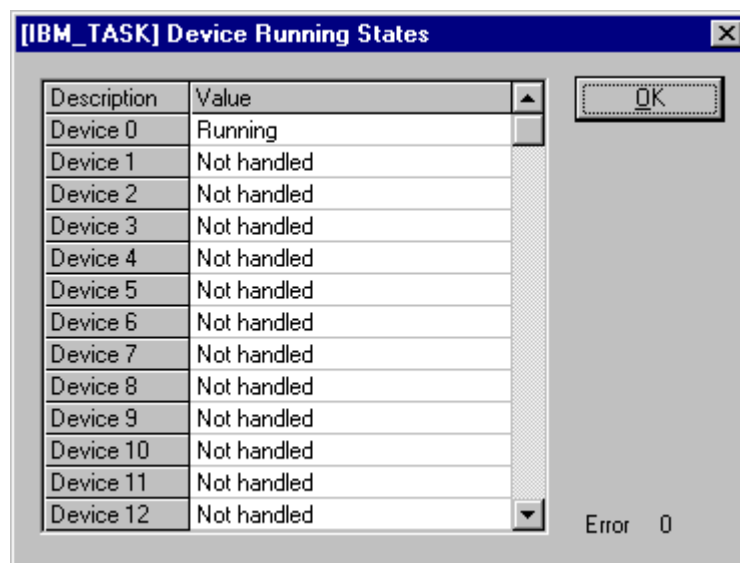 [IBM_TASK] Device Running States
Description Value
OK
Device 0 Running
Device 1 Not handled
Device 2 Not handled
Device 3 Not handled
Device 4 Not handled
Device 5 Not handled
Device 6 Not handled
Device 7 Not handled
Device 8 Not handled
Device 9 Not handled
Device 10 Not handled
Device 11 Not handled
Device 12 Not handled
Error 0